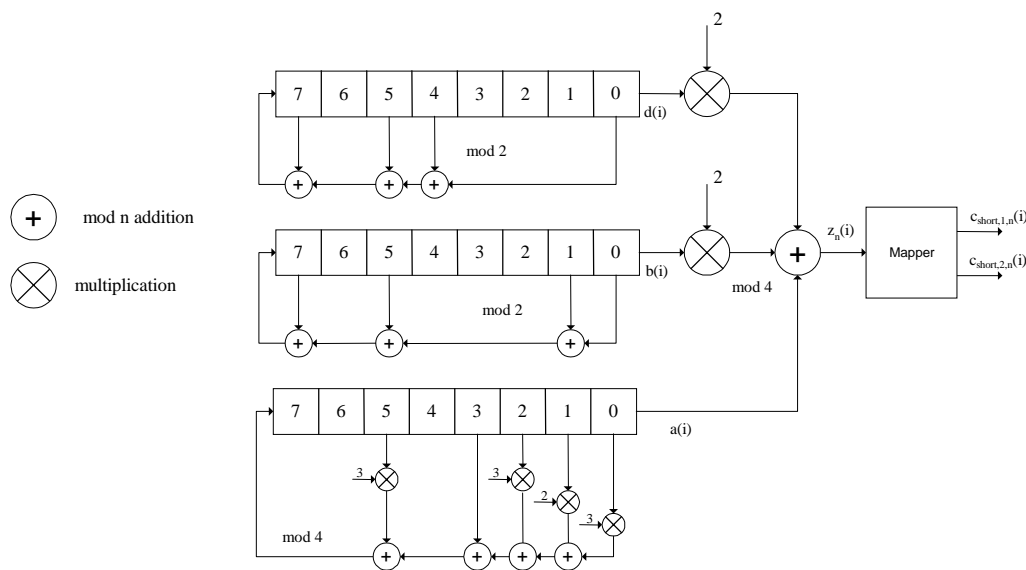 2
7 6 5 4 3 2 1 0
d(i)
mod 2
+ + +
+ mod n addition
multiplication
2
7 6 5 4 3 2 1 0
b(i)
mod 2
+ + +
+
mod 4
z_n(i)
Mapper
c_short,1,n(i)
c_short,2,n(i)
7 6 5 4 3 2 1 0
a(i)
3 3
2
3
mod 4
+ + + +